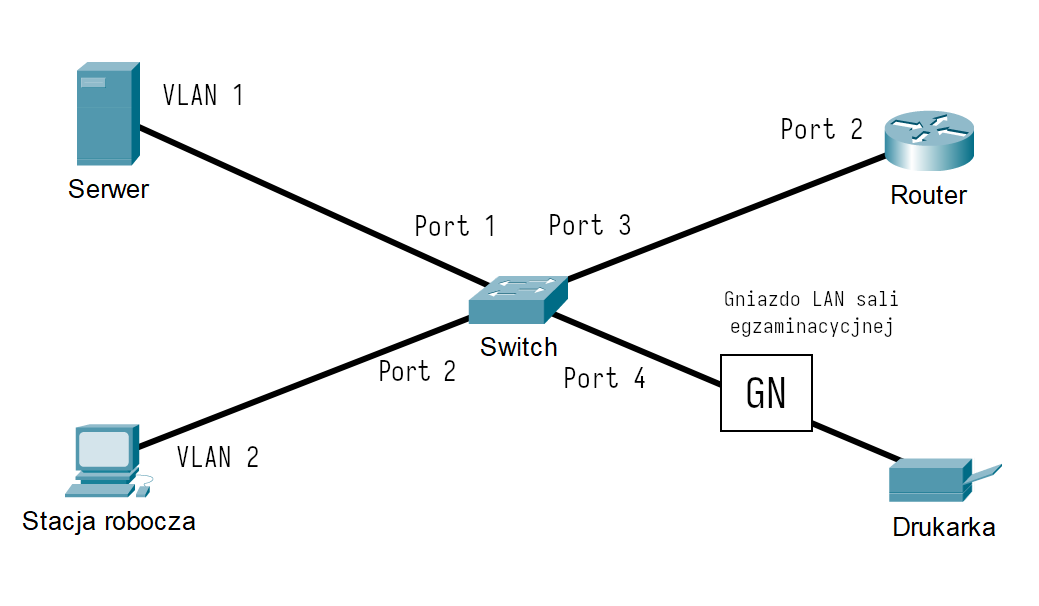 VLAN 1
Serwer
Port 2
Router
Port 1
Port 3
Switch
Gniazdo LAN sali
egzaminacycjnej
Port 2
Port 4
GN
VLAN 2
Stacja robocza
Drukarka